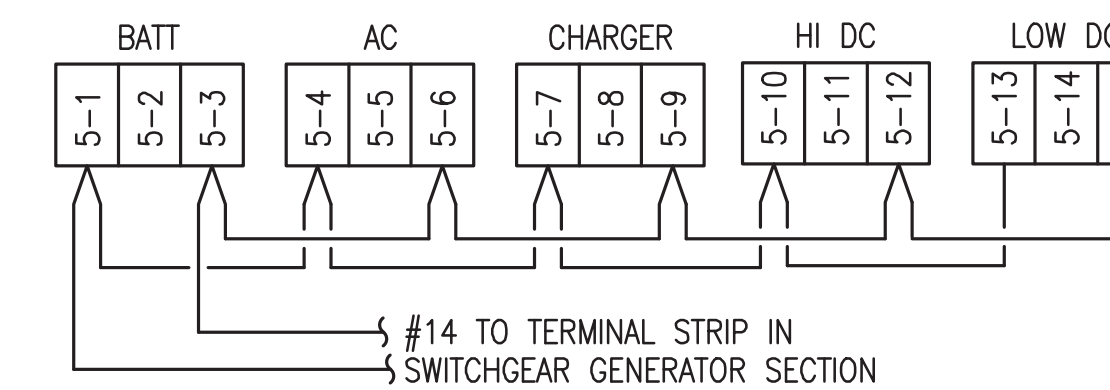 BATT AC CHARGER HI DC LOW DC
5-1 5-2 5-3 5-4 5-5 5-6 5-7 5-8 5-9 5-10 5-11 5-12 5-13 5-14
#14 TO TERMINAL STRIP IN
SWITCHGEAR GENERATOR SECTION